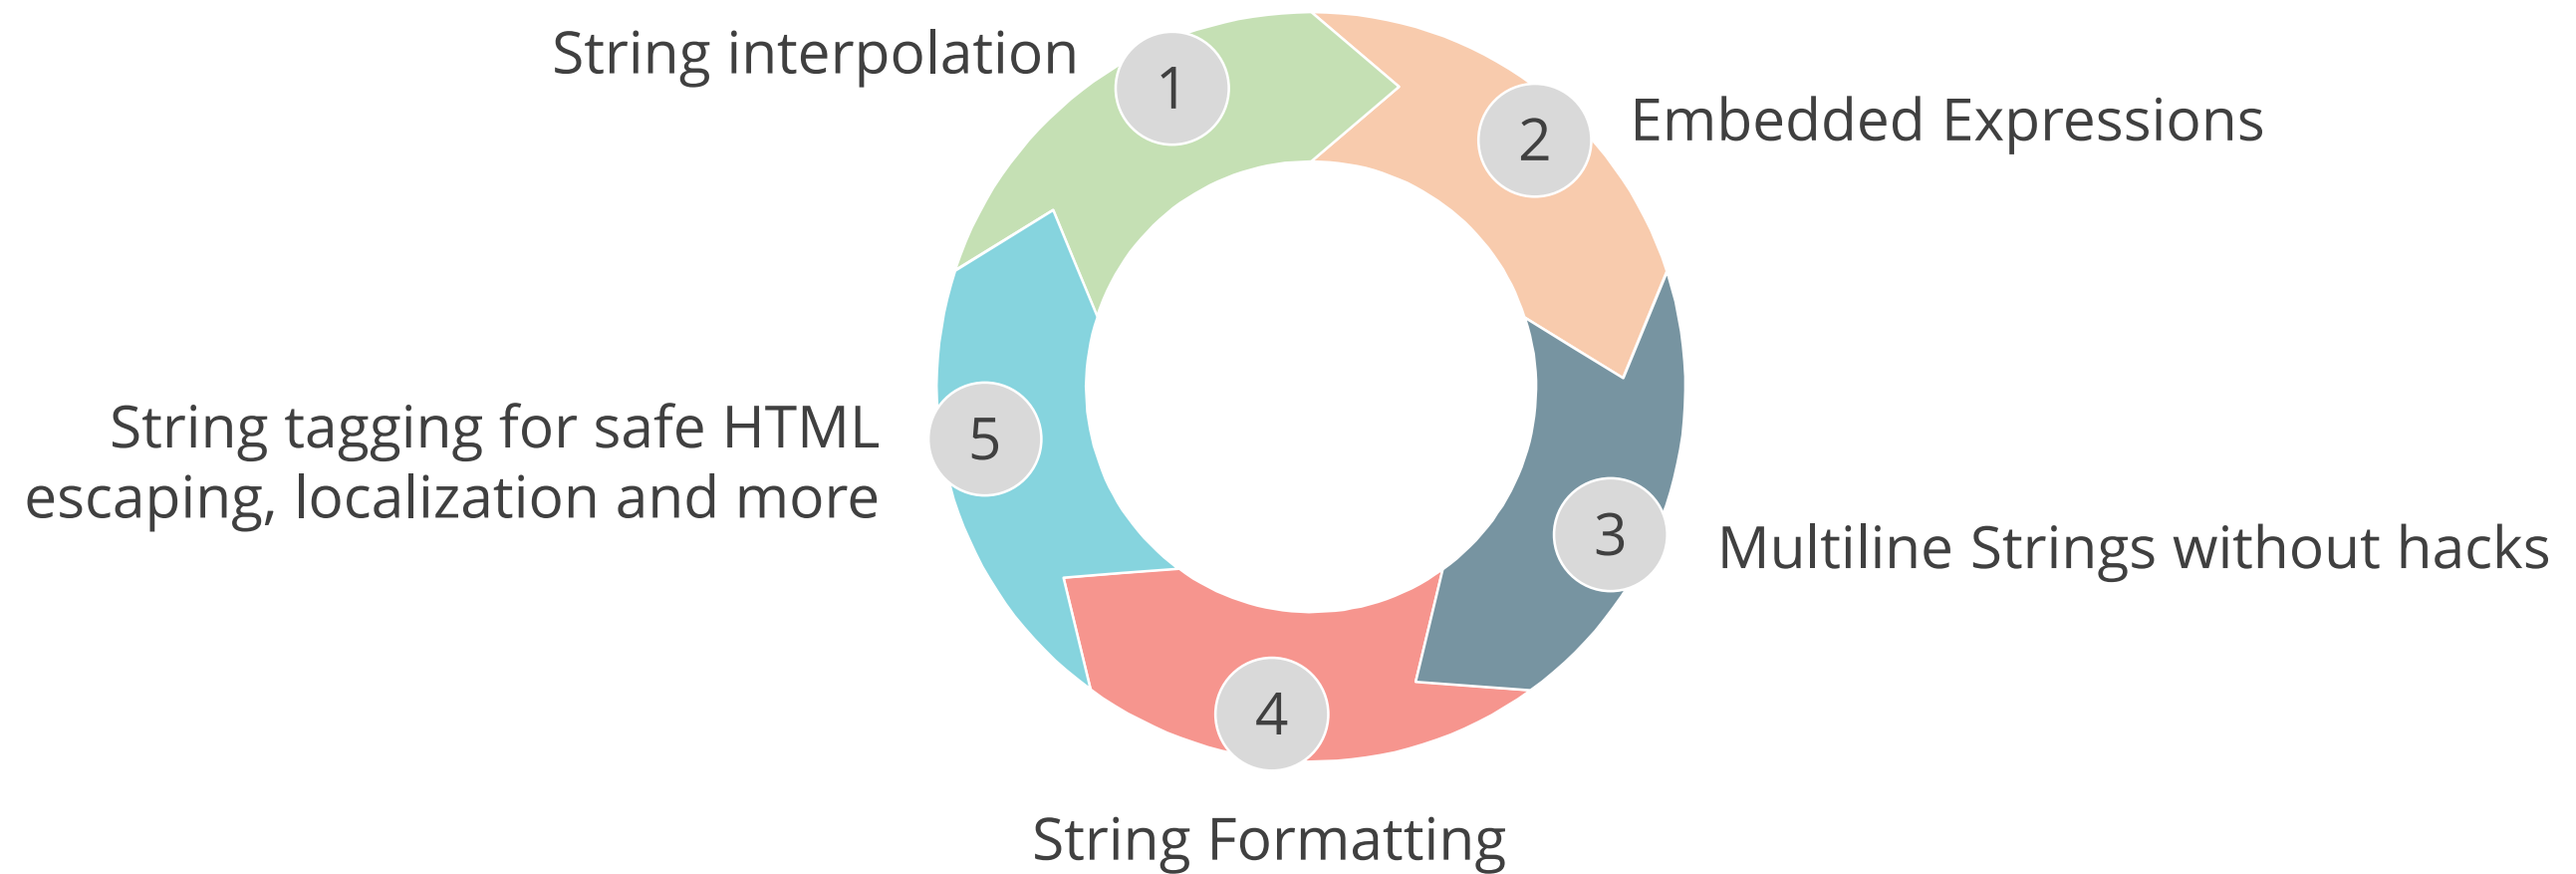 String interpolation
1
2
Embedded Expressions
3
Multiline Strings without hacks
4
String Formatting
5
String tagging for safe HTML
escaping, localization and more